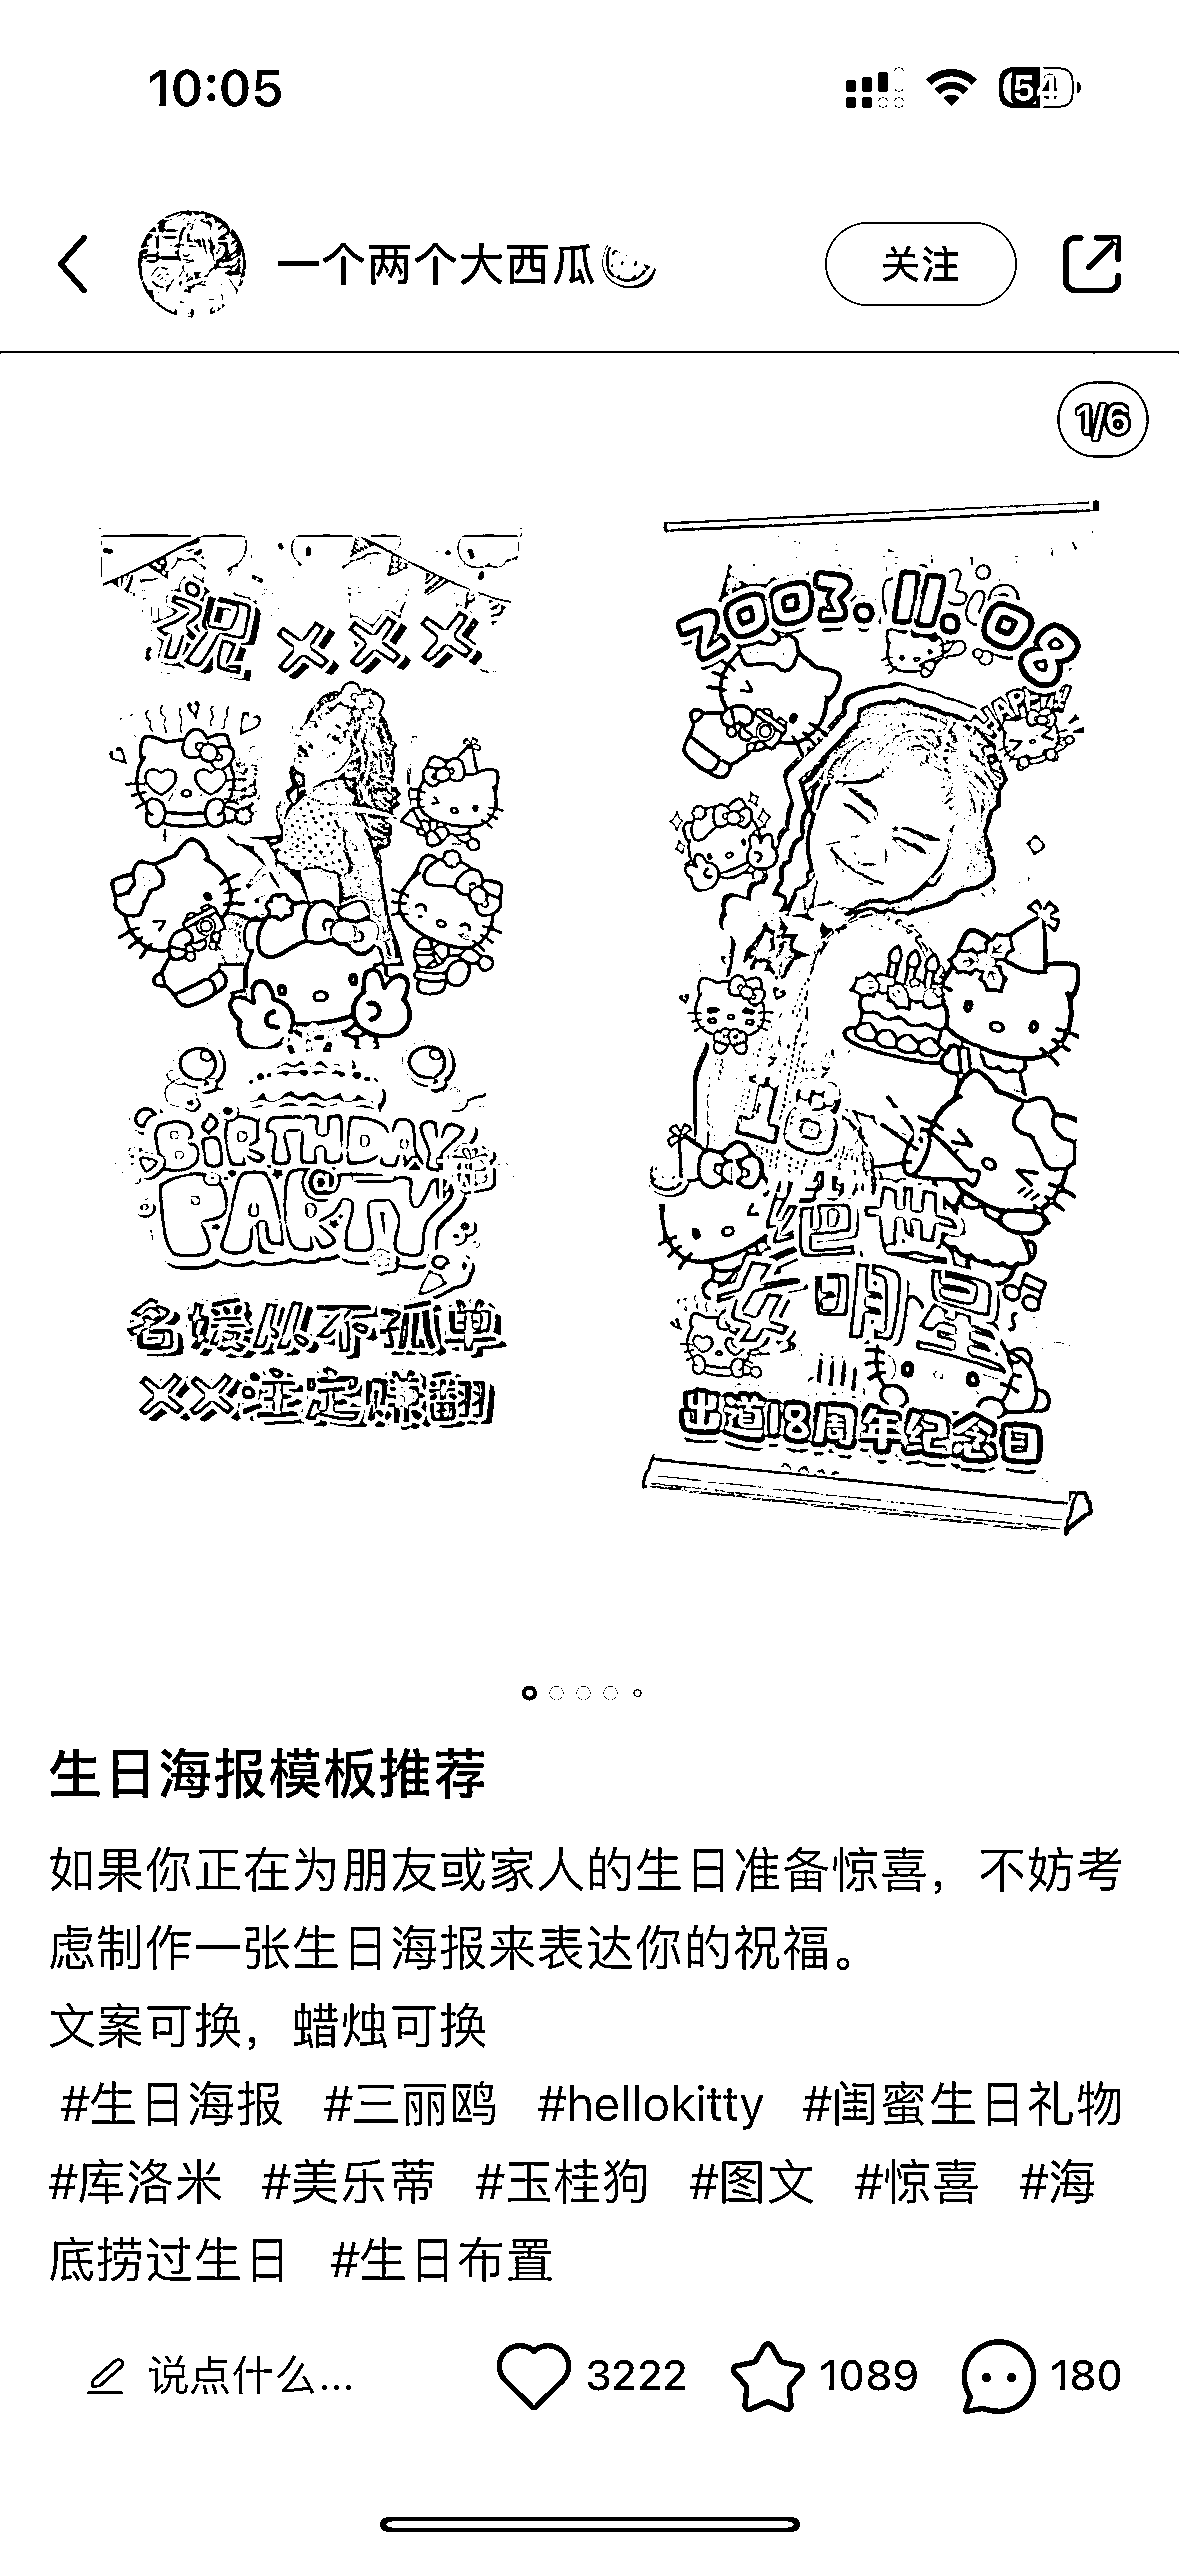 10:05
54
一个两个大西瓜🍉
关注
1/6
祝×××
BiRTHDAY
@
PARTY
名媛从不孤单
××注定赚翻
2003.11.08
HAPPY!
18
绝世
女明星
出道18周年纪念日
生日海报模板推荐
如果你正在为朋友或家人的生日准备惊喜，不妨考
虑制作一张生日海报来表达你的祝福。
文案可换，蜡烛可换
#生日海报 #三丽鸥 #hellokitty #闺蜜生日礼物
#库洛米 #美乐蒂 #玉桂狗 #图文 #惊喜 #海
底捞过生日 #生日布置
说点什么...
3222
1089
180